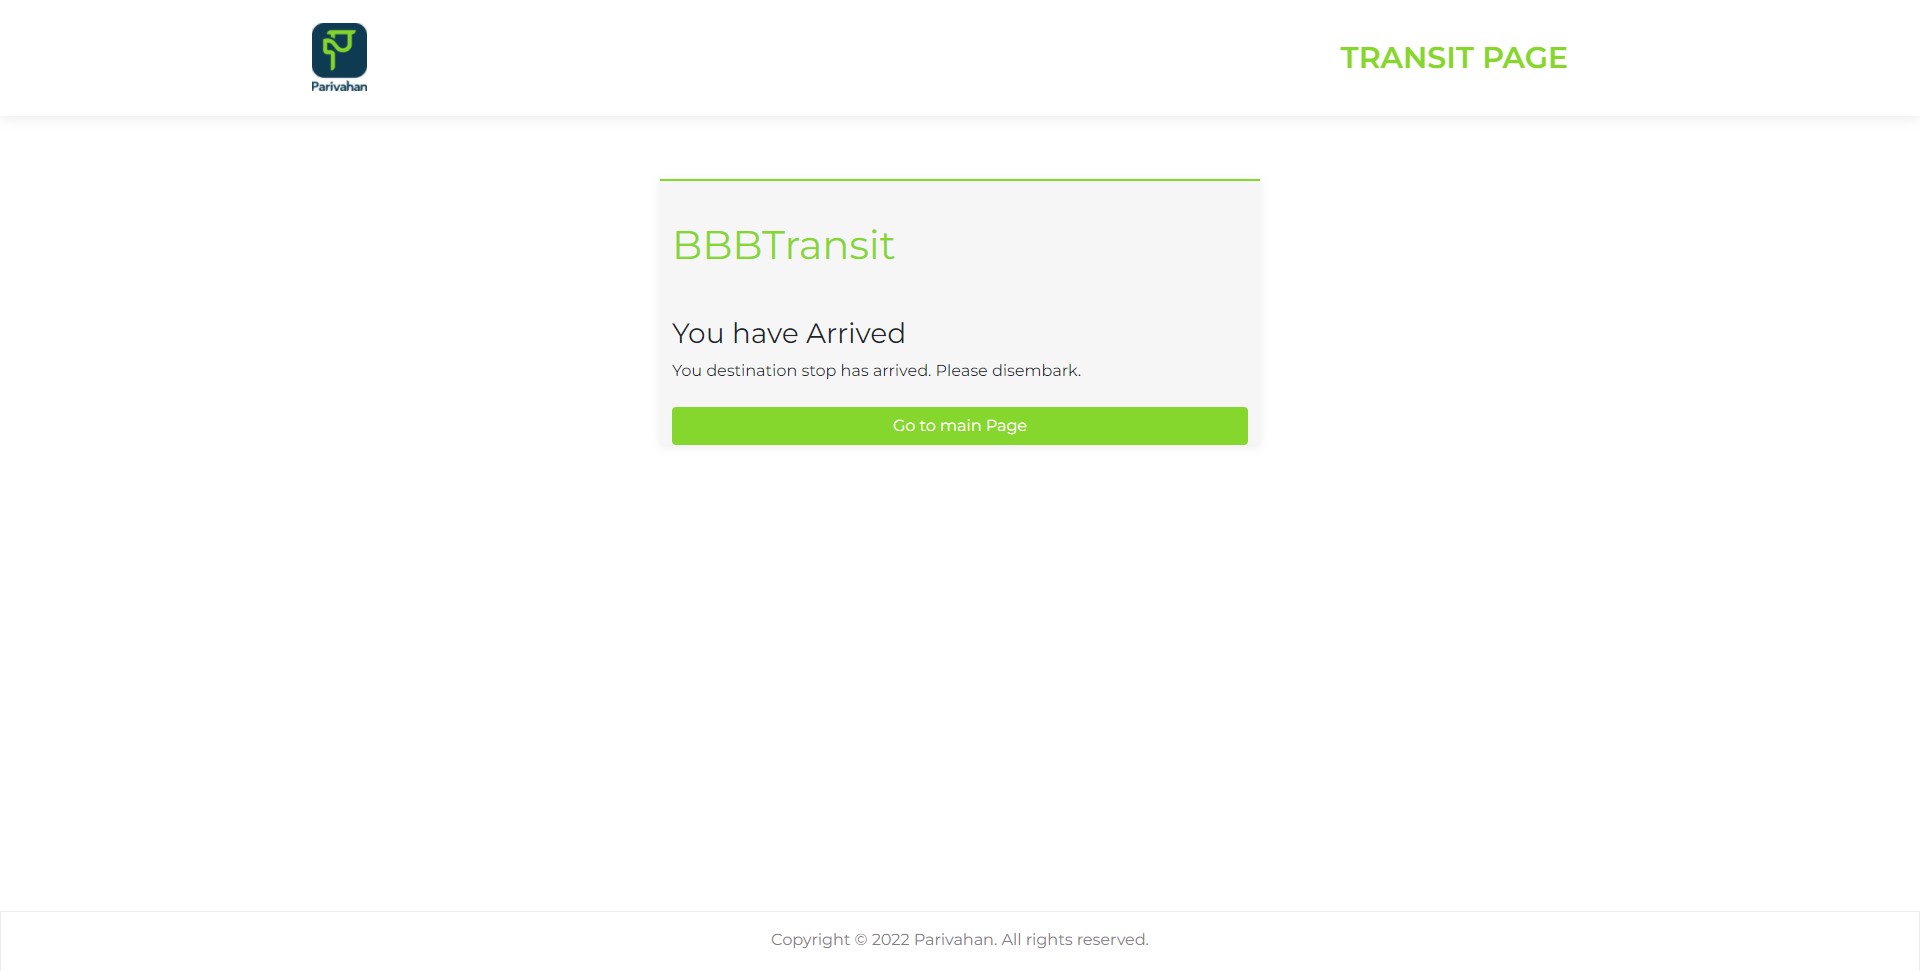 Parivahan
TRANSIT PAGE
BBBTransit
You have Arrived
You destination stop has arrived. Please disembark.
Go to main Page
Copyright © 2022 Parivahan. All rights reserved.